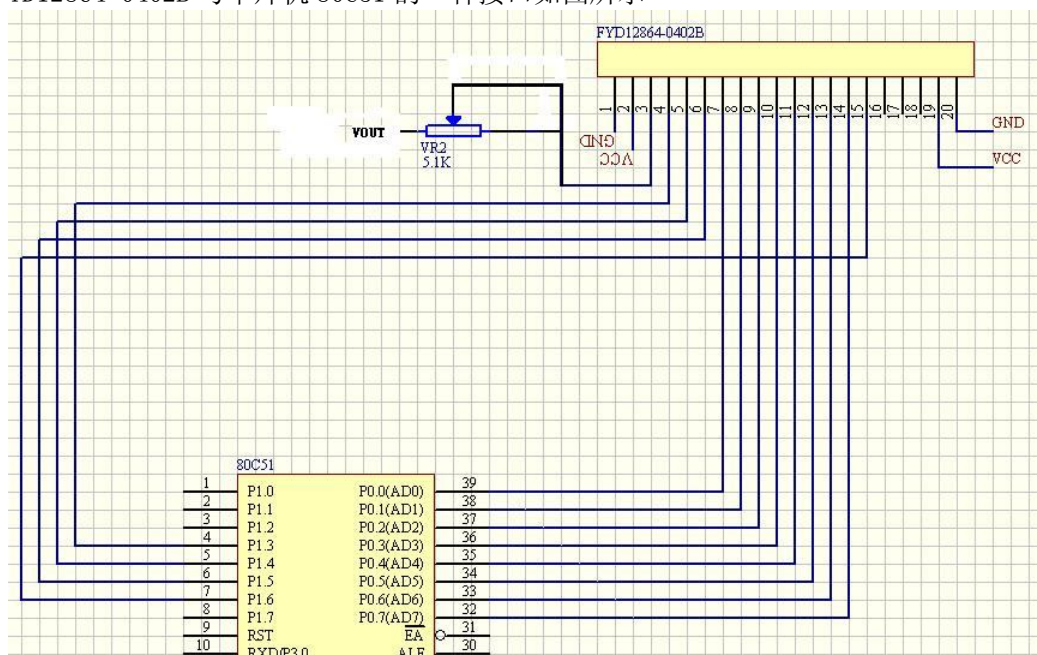 FYD12864-0402B
1 2 3 4 5 6 7 8 9 10 11 12 13 14 15 16 17 18 19 20
GND
VCC
GND
VCC
VOUT
VR2
5.1K
80C51
1 P1.0 P0.0(AD0) 39
2 P1.1 P0.1(AD1) 38
3 P1.2 P0.2(AD2) 37
4 P1.3 P0.3(AD3) 36
5 P1.4 P0.4(AD4) 35
6 P1.5 P0.5(AD5) 34
7 P1.6 P0.6(AD6) 33
8 P1.7 P0.7(AD7) 32
9 RST EA 31
10 RXD/P3.0 ALE 30